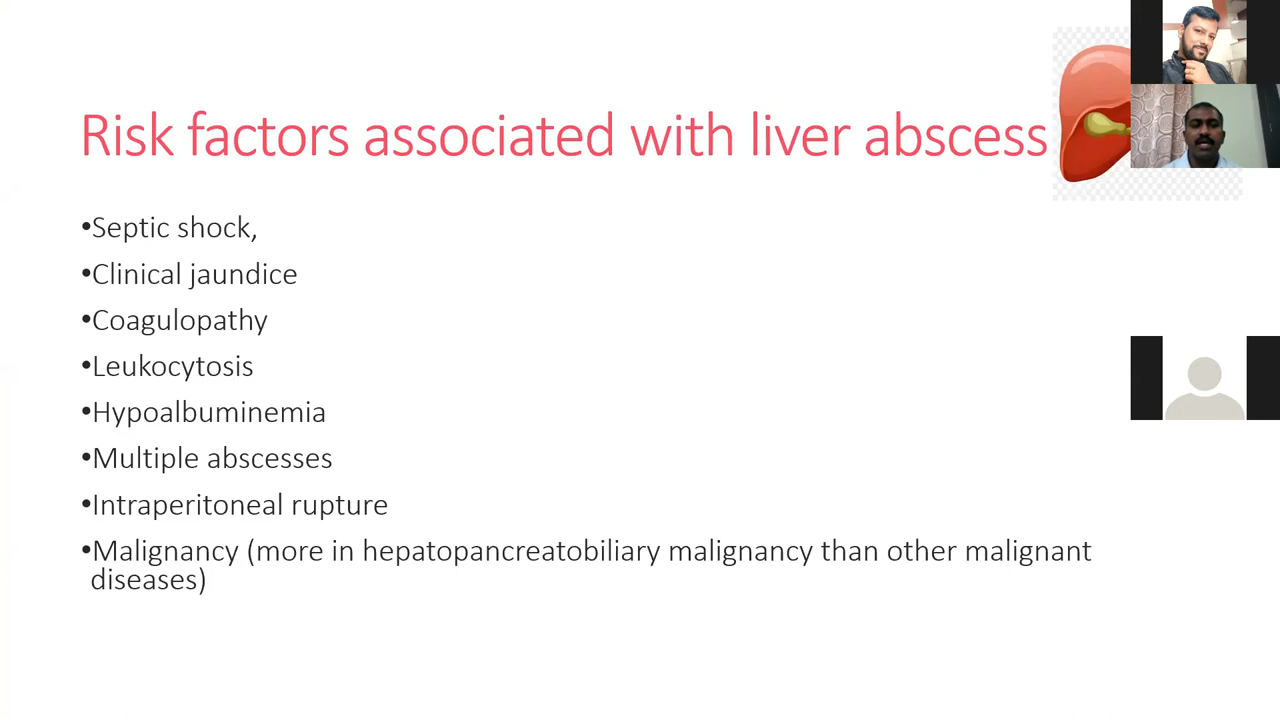 Risk factors associated with liver abscess
•Septic shock,
•Clinical jaundice
•Coagulopathy
•Leukocytosis
•Hypoalbuminemia
•Multiple abscesses
•Intraperitoneal rupture
•Malignancy (more in hepatopancreatobiliary malignancy than other malignant
diseases)